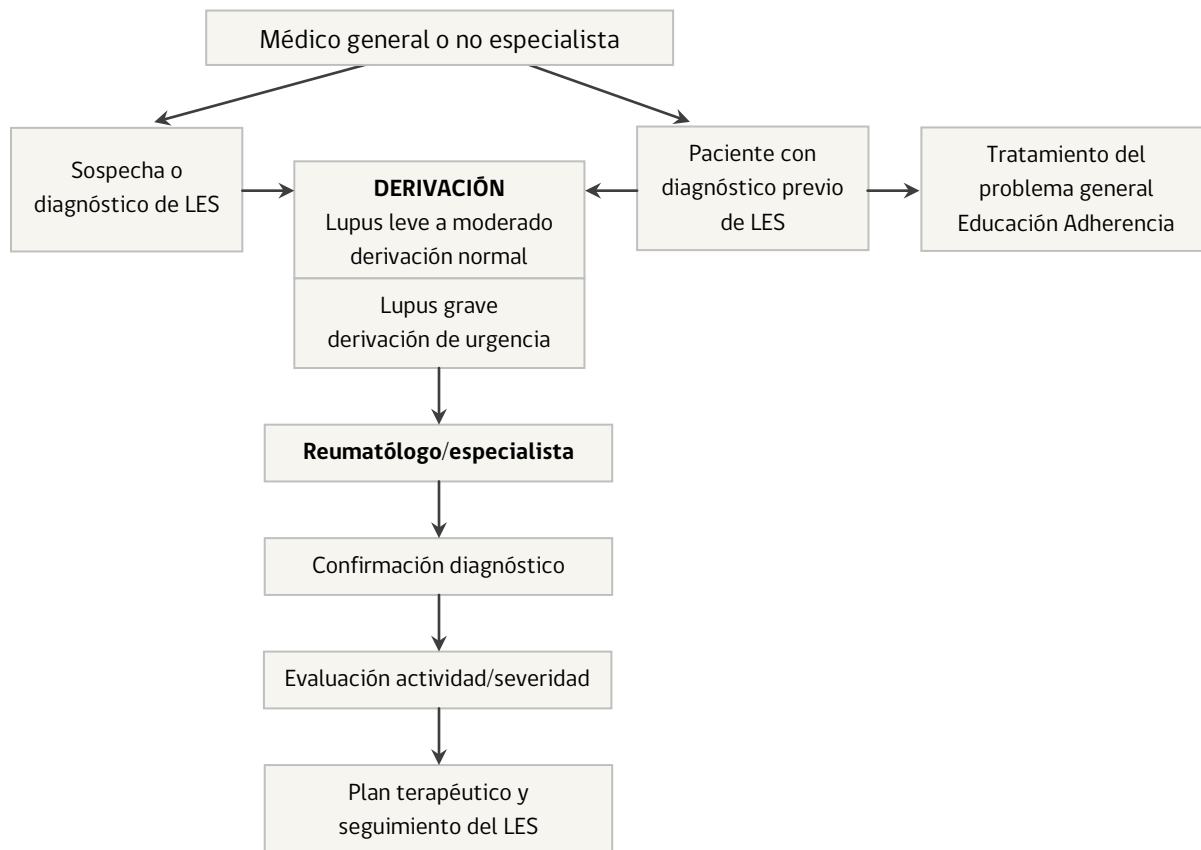 Médico general o no especialista
Sospecha o
diagnóstico de LES
DERIVACIÓN
Lupus leve a moderado
derivación normal
Lupus grave
derivación de urgencia
Paciente con
diagnóstico previo
de LES
Tratamiento del
problema general
Educación Adherencia
Reumatólogo/especialista
Confirmación diagnóstico
Evaluación actividad/severidad
Plan terapéutico y
seguimiento del LES